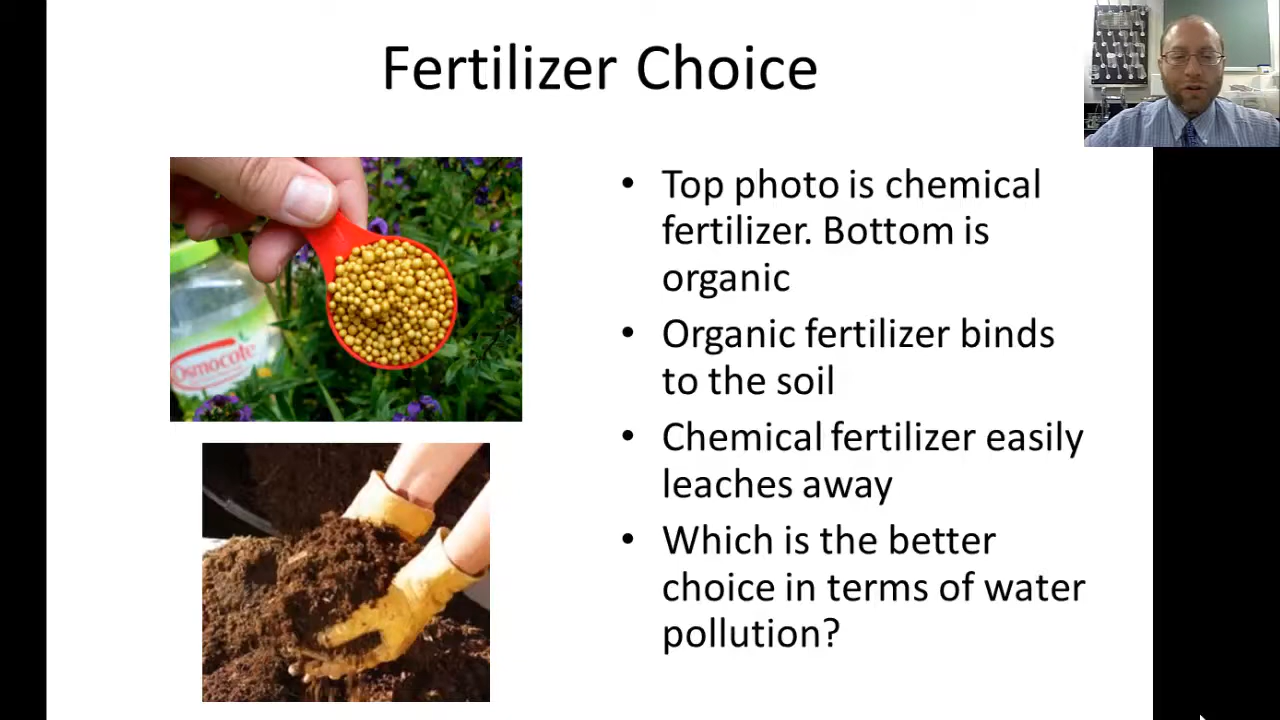 Fertilizer Choice
• Top photo is chemical
fertilizer. Bottom is
organic
• Organic fertilizer binds
to the soil
• Chemical fertilizer easily
leaches away
• Which is the better
choice in terms of water
pollution?
Osmocote